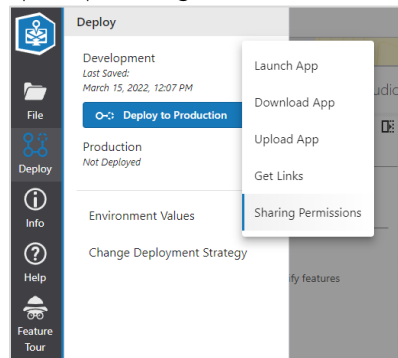 Deploy
Development
Last Saved:
March 15, 2022, 12:07 PM
Deploy to Production
Production
Not Deployed
Environment Values
Change Deployment Strategy
Launch App
Download App
Upload App
Get Links
Sharing Permissions
File
Deploy
Info
Help
Feature
Tour
features